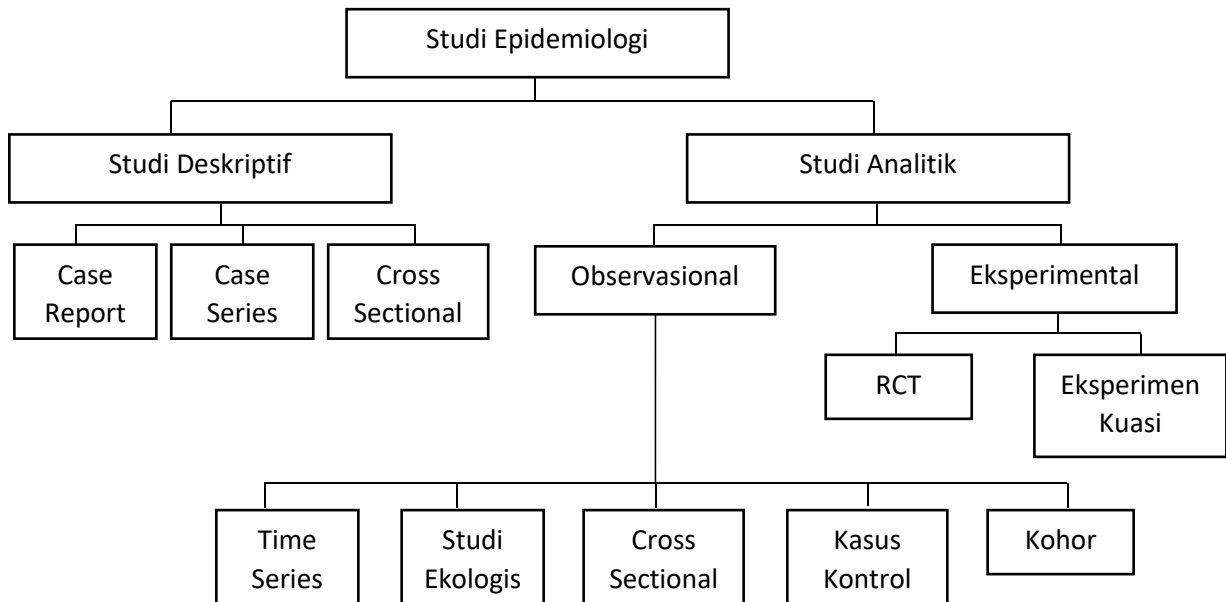 Studi Epidemiologi
Studi Deskriptif
Studi Analitik
Case
Report
Case
Series
Cross
Sectional
Observasional
Eksperimental
RCT
Eksperimen
Kuasi
Time
Series
Studi
Ekologis
Cross
Sectional
Kasus
Kontrol
Kohor